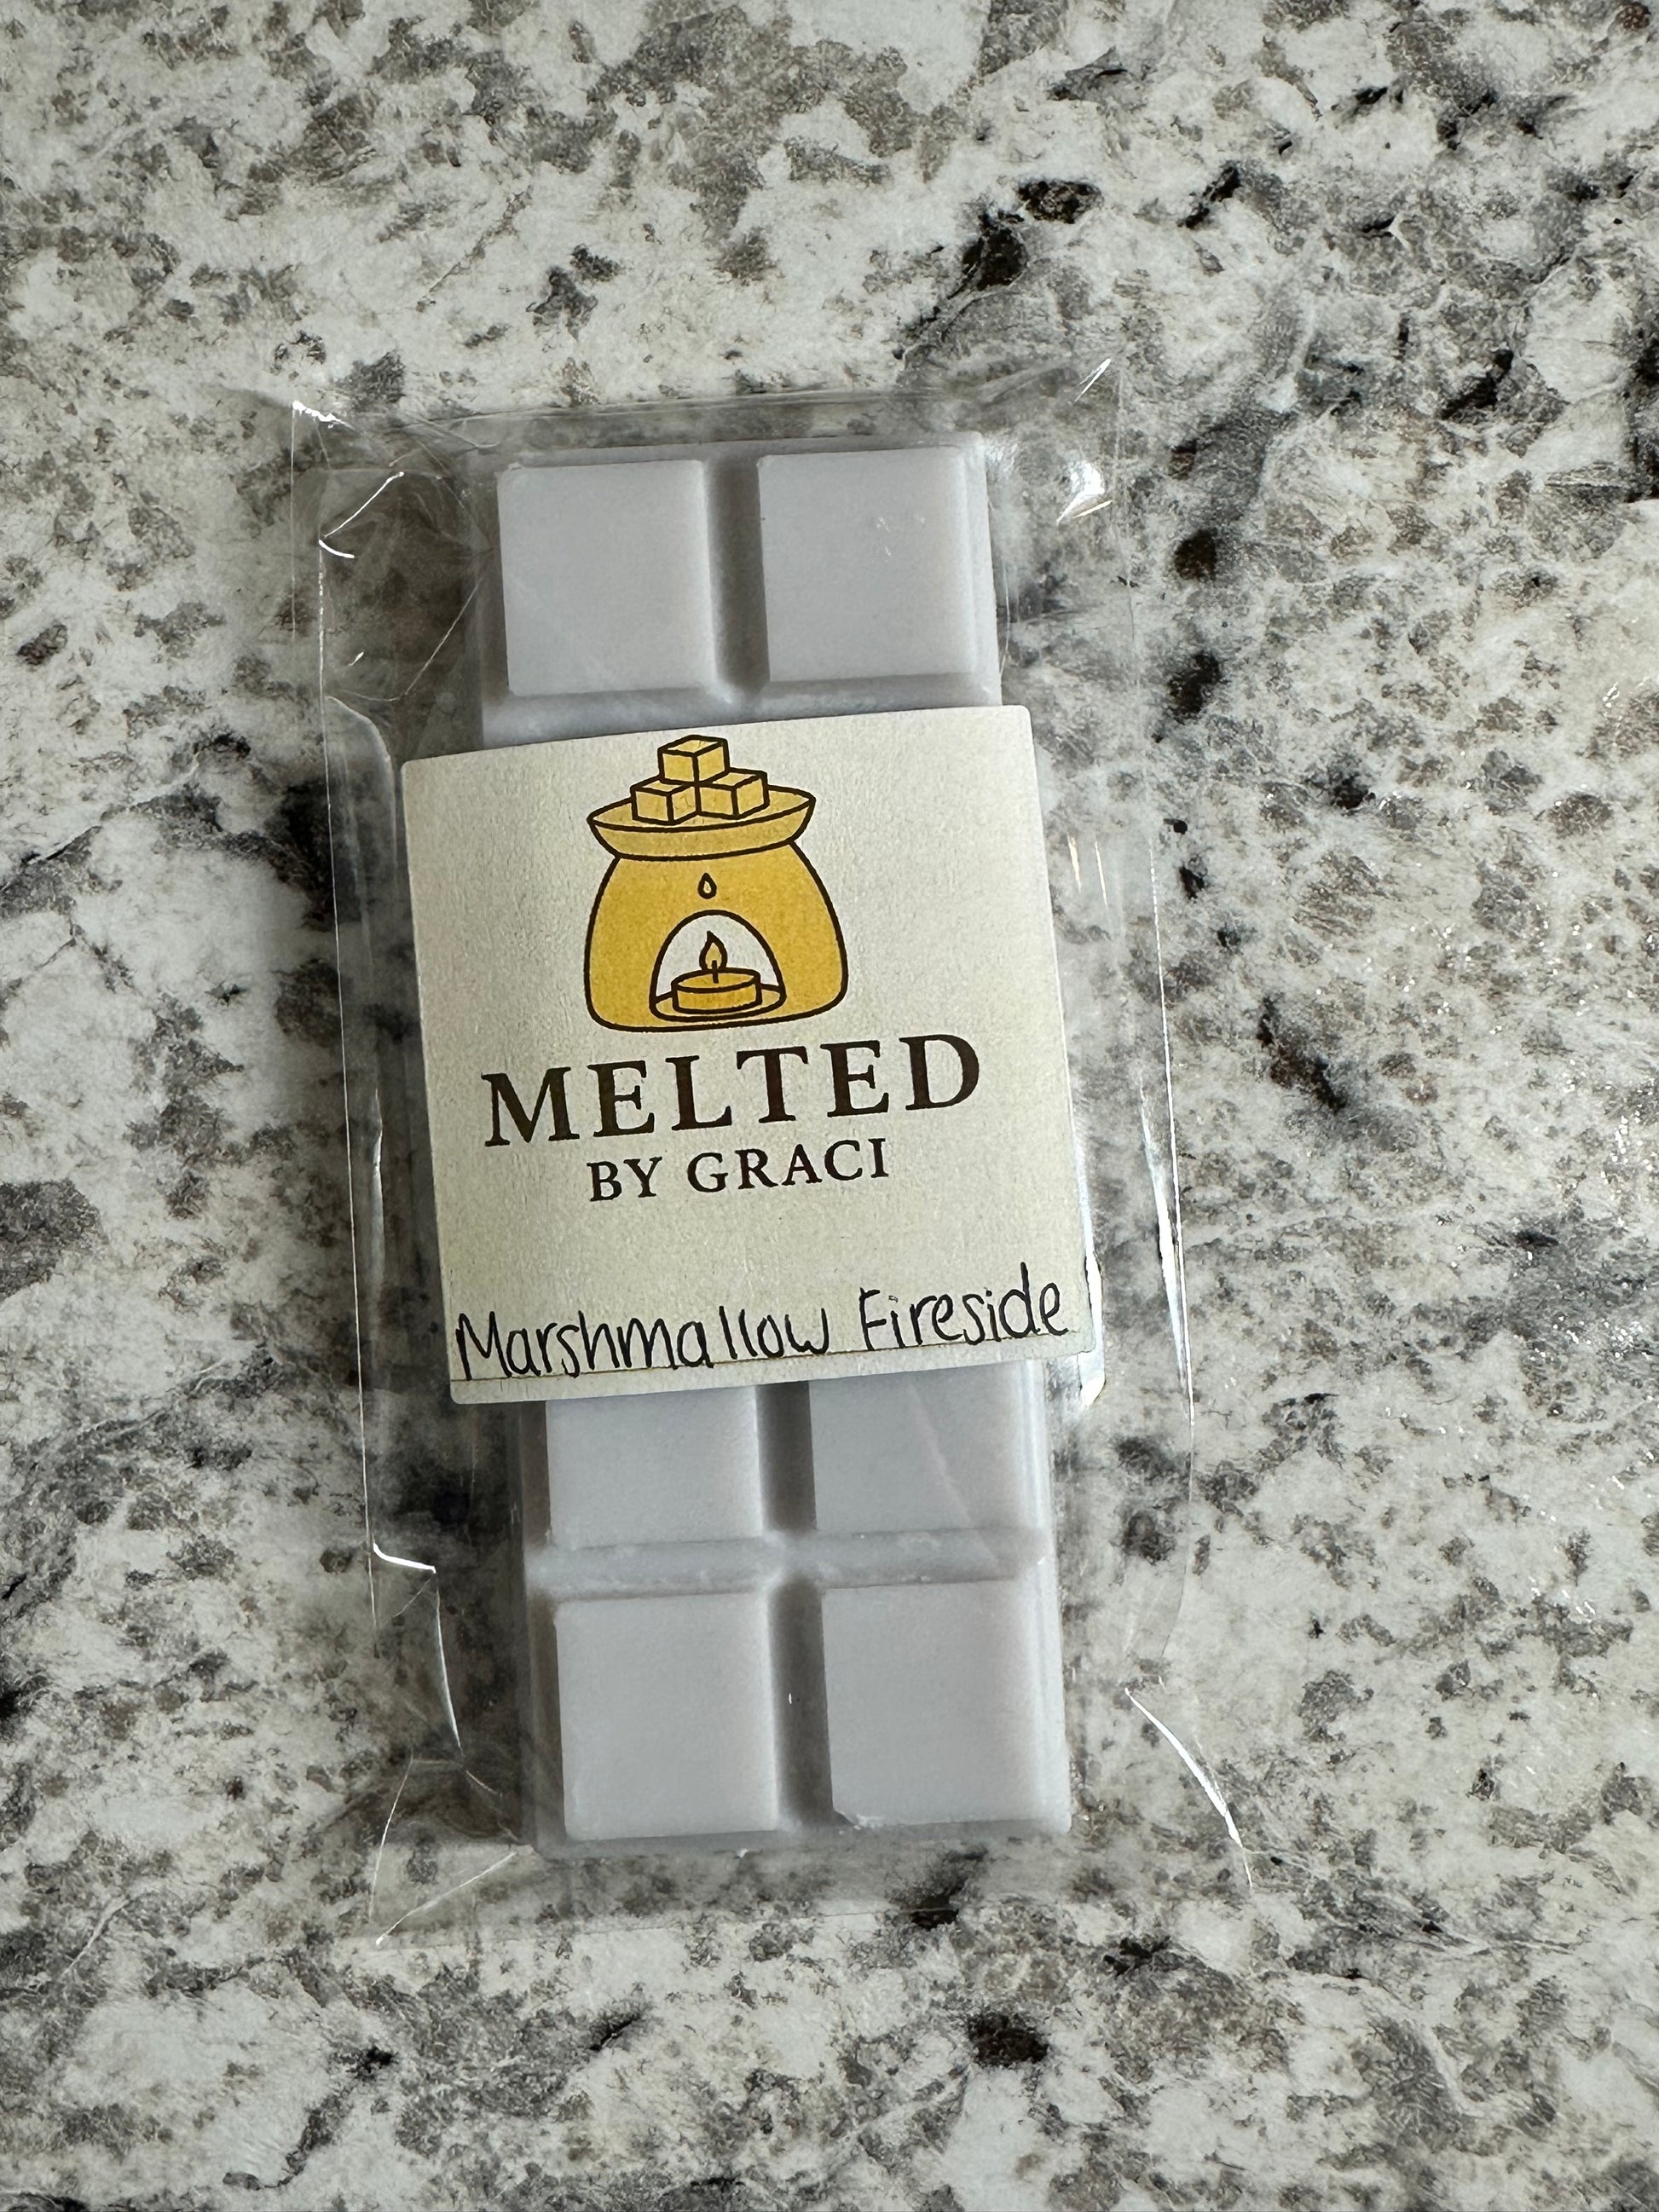 MELTED
BY GRACI
Marshmallow Fireside